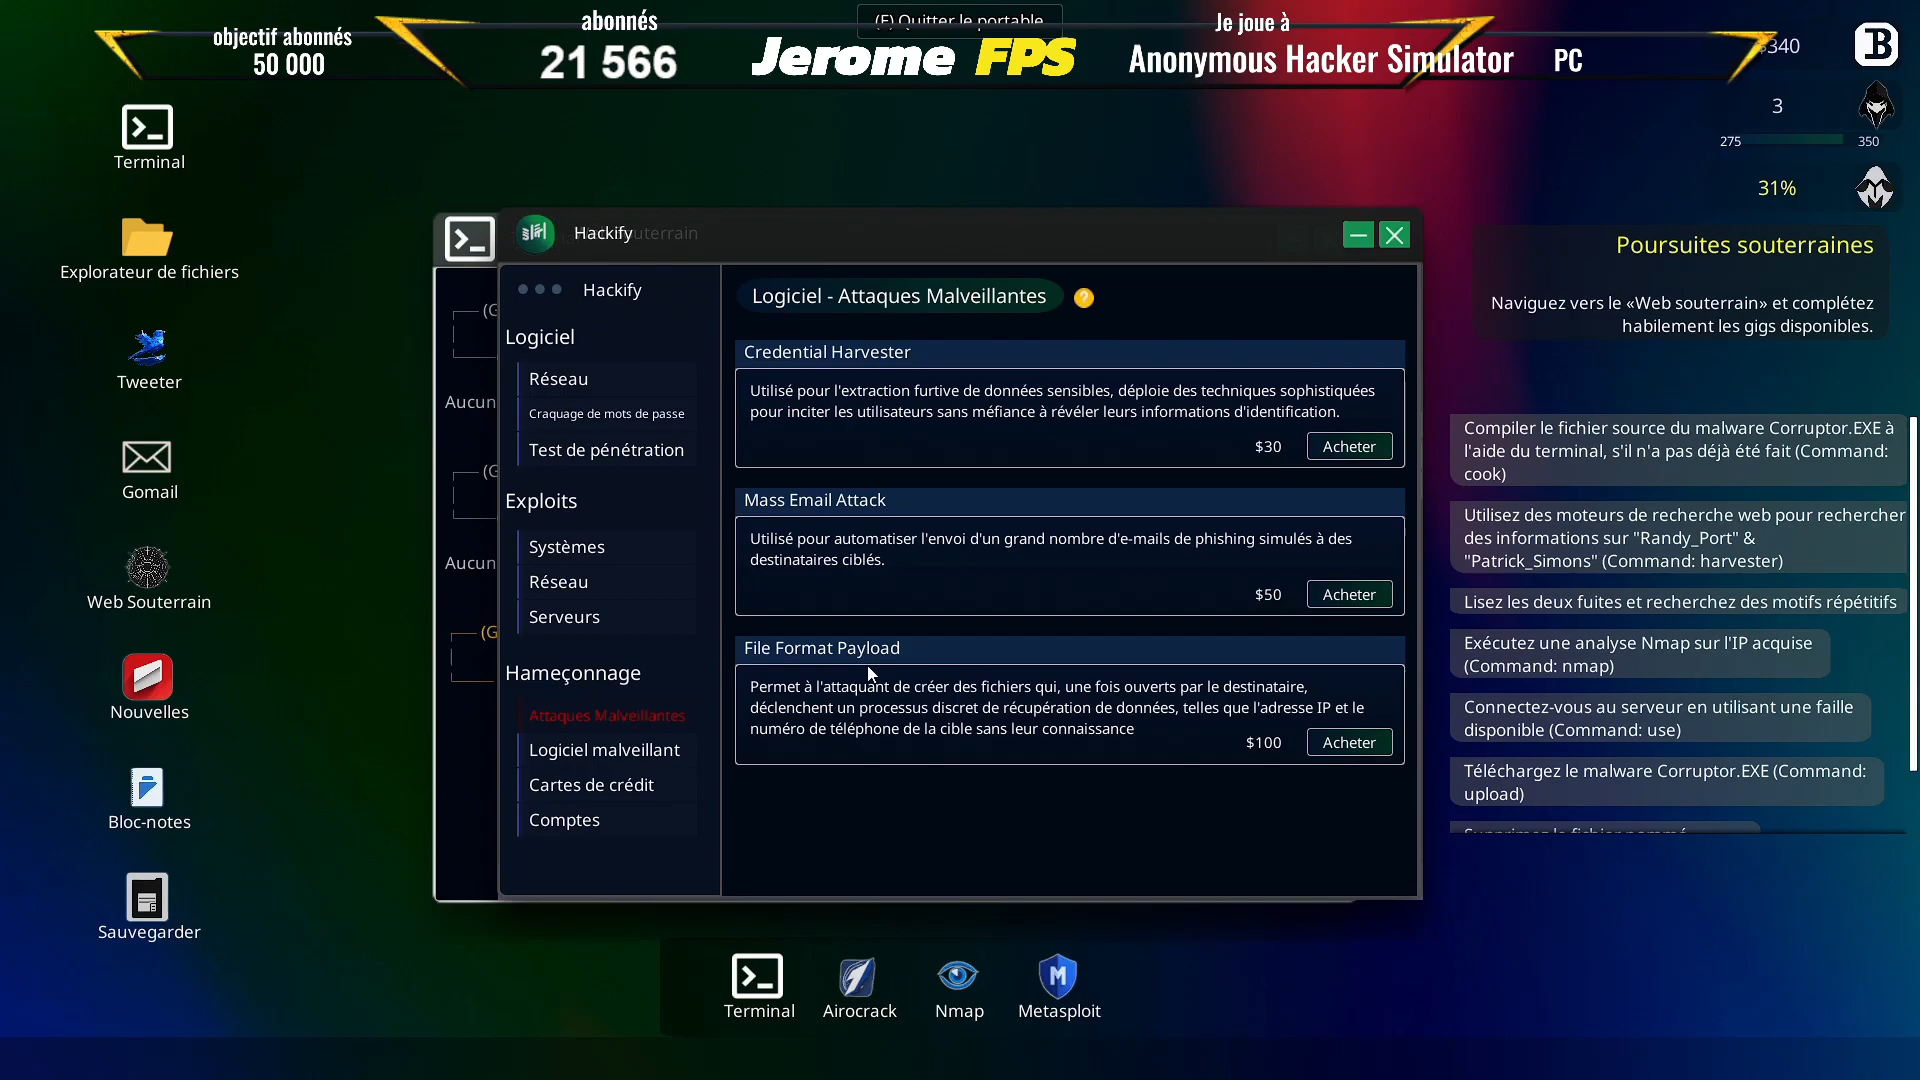 objectif abonnés
50 000
abonnés
21 566
(F) Quitter le portable
Jerome FPS
Je joue à
Anonymous Hacker Simulator
PC
340
B
3
275
350
31%
Terminal
Explorateur de fichiers
Tweeter
Gomail
Web Souterrain
Nouvelles
Bloc-notes
Sauvegarder
Hackify
uterrain
(G
Aucun
(G
Aucun
(G
Hackify
Logiciel
Réseau
Craquage de mots de passe
Test de pénétration
Exploits
Systèmes
Réseau
Serveurs
Hameçonnage
Attaques Malveillantes
Logiciel malveillant
Cartes de crédit
Comptes
Logiciel - Attaques Malveillantes
?
Credential Harvester
Utilisé pour l'extraction furtive de données sensibles, déploie des techniques sophistiquées
pour inciter les utilisateurs sans méfiance à révéler leurs informations d'identification.
$30
Acheter
Mass Email Attack
Utilisé pour automatiser l'envoi d'un grand nombre d'e-mails de phishing simulés à des
destinataires ciblés.
$50
Acheter
File Format Payload
Permet à l'attaquant de créer des fichiers qui, une fois ouverts par le destinataire,
déclenchent un processus discret de récupération de données, telles que l'adresse IP et le
numéro de téléphone de la cible sans leur connaissance
$100
Acheter
Poursuites souterraines
Naviguez vers le «Web souterrain» et complétez
habilement les gigs disponibles.
Compiler le fichier source du malware Corruptor.EXE à
l'aide du terminal, s'il n'a pas déjà été fait (Command:
cook)
Utilisez des moteurs de recherche web pour rechercher
des informations sur "Randy_Port" &
"Patrick_Simons" (Command: harvester)
Lisez les deux fuites et recherchez des motifs répétitifs
Exécutez une analyse Nmap sur l'IP acquise
(Command: nmap)
Connectez-vous au serveur en utilisant une faille
disponible (Command: use)
Téléchargez le malware Corruptor.EXE (Command:
upload)
Supprimez le fichier nommé
Terminal
Airocrack
Nmap
M
Metasploit